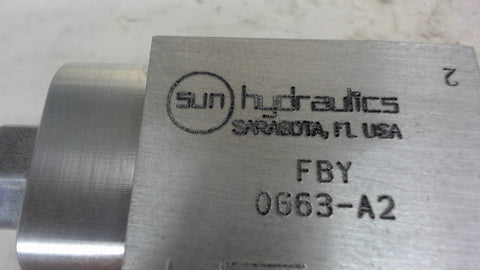 sun hydraulics
SARASOTA, FL USA
FBY
0663-A2
2